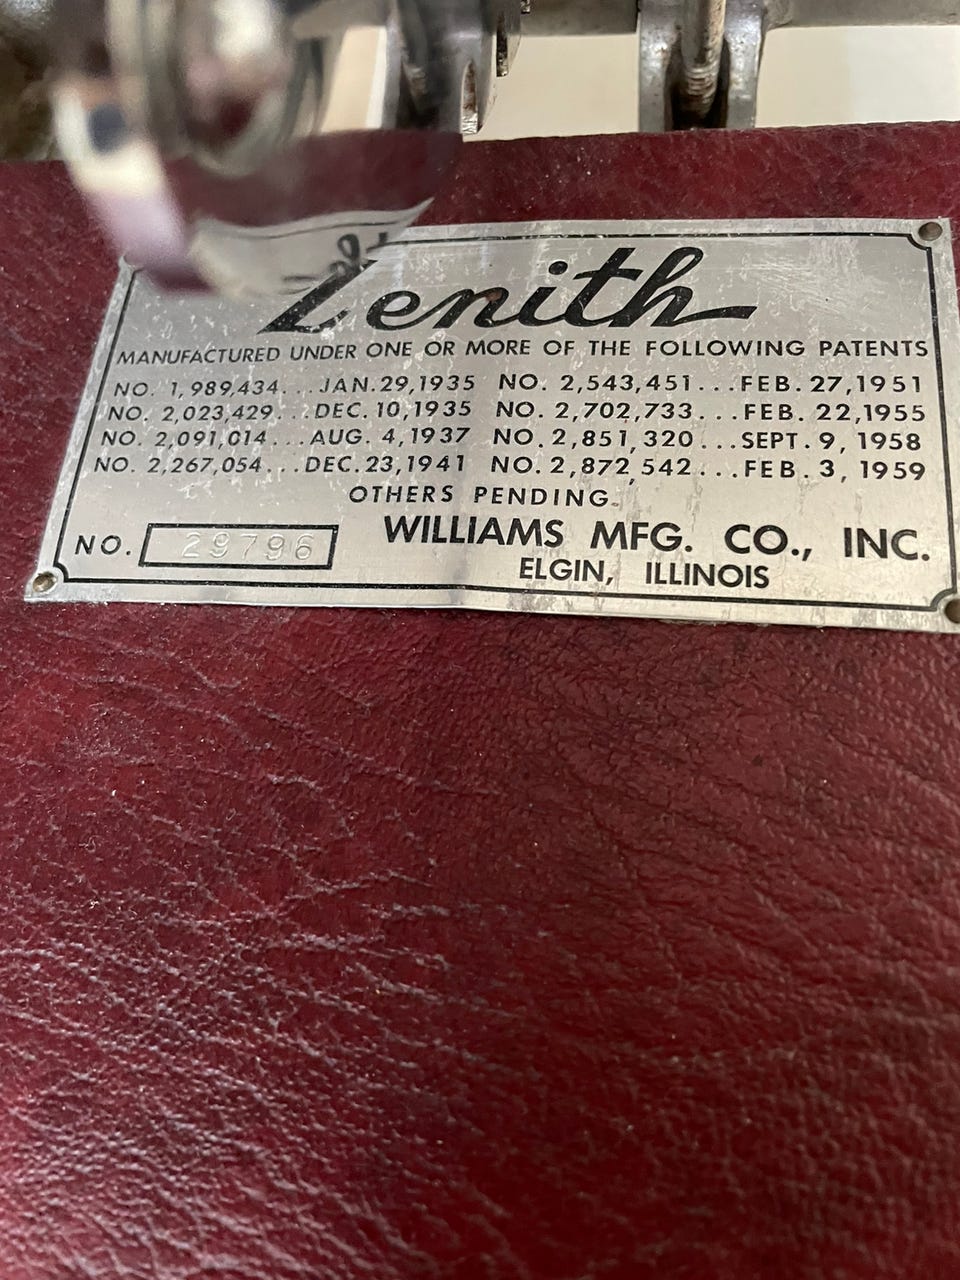 Zenith
MANUFACTURED UNDER ONE OR MORE OF THE FOLLOWING PATENTS
NO. 1,989,434...JAN.29,1935 NO. 2,543,451...FEB. 27,1951
NO. 2,023,429...DEC. 10,1935 NO. 2,702,733...FEB. 22,1955
NO. 2,091,014...AUG. 4,1937 NO. 2,851,320...SEPT. 9, 1958
NO. 2,267,054...DEC.23,1941 NO. 2,872,542...FEB. 3, 1959
OTHERS PENDING.
NO. 29796 WILLIAMS MFG. CO., INC.
ELGIN, ILLINOIS